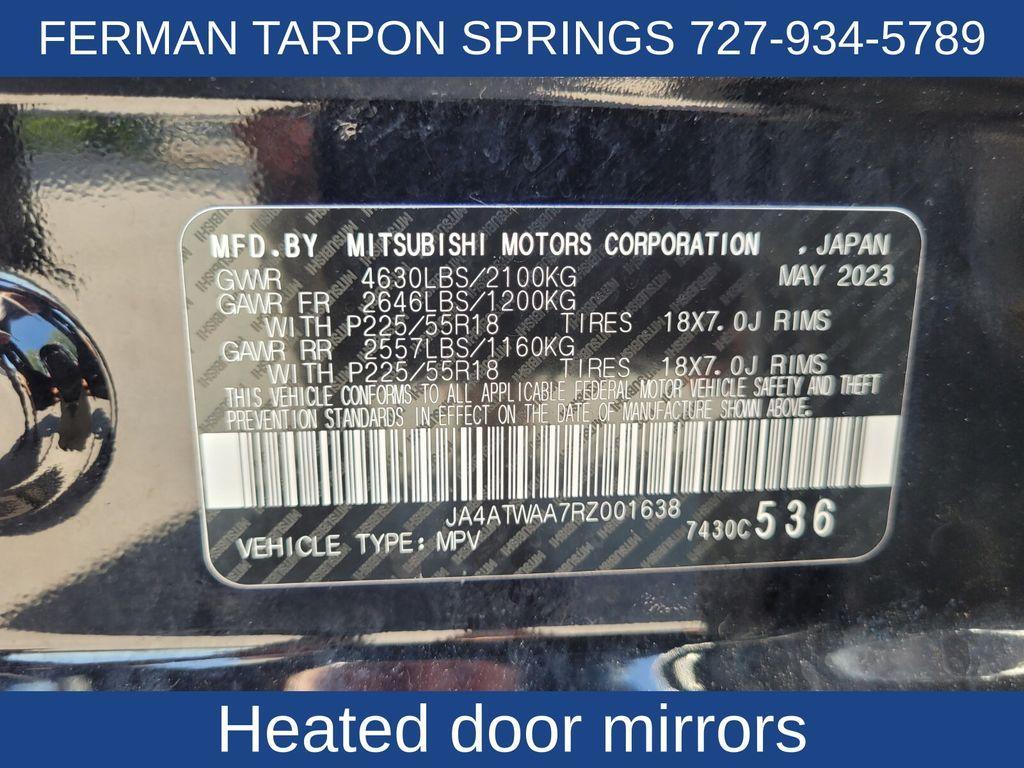 FERMAN TARPON SPRINGS 727-934-5789
MFD.BY MITSUBISHI MOTORS CORPORATION , JAPAN
GVWR 4630LBS/2100KG MAY 2023
GAWR FR 2646LBS/1200KG
WITH P225/55R18 TIRES 18X7.0J RIMS
GAWR RR 2557LBS/1160KG
WITH P225/55R18 TIRES 18X7.0J RIMS
THIS VEHICLE CONFORMS TO ALL APPLICABLE FEDERAL MOTOR VEHICLE SAFETY AND THEFT
PREVENTION STANDARDS IN EFFECT ON THE DATE OF MANUFACTURE SHOWN ABOVE.
JA4ATWAA7RZ001638
VEHICLE TYPE: MPV 7430C 536
Heated door mirrors